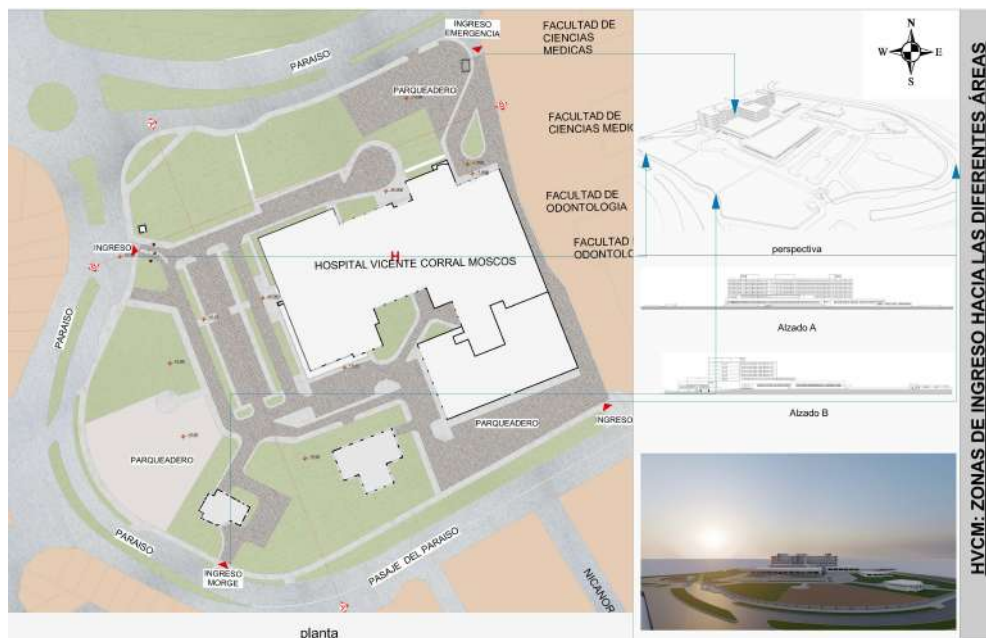 INGRESO
EMERGENCIA
FACULTAD DE
CIENCIAS
MEDICAS
PARAISO
PARQUEADERO
FACULTAD DE
CIENCIAS MEDIC
FACULTAD DE
ODONTOLOGIA
FACULTAD
ODONTOLO
INGRESO
H
HOSPITAL VICENTE CORRAL MOSCOS
PARAISO
PARQUEADERO
PARQUEADERO
INGRESO
PARAISO
INGRESO
MORGE
PASAJE DEL PARAISO
NICANOR
planta
N
W
E
S
perspectiva
Alzado A
Alzado B
HVCM: ZONAS DE INGRESO HACIA LAS DIFERENTES ÁREAS